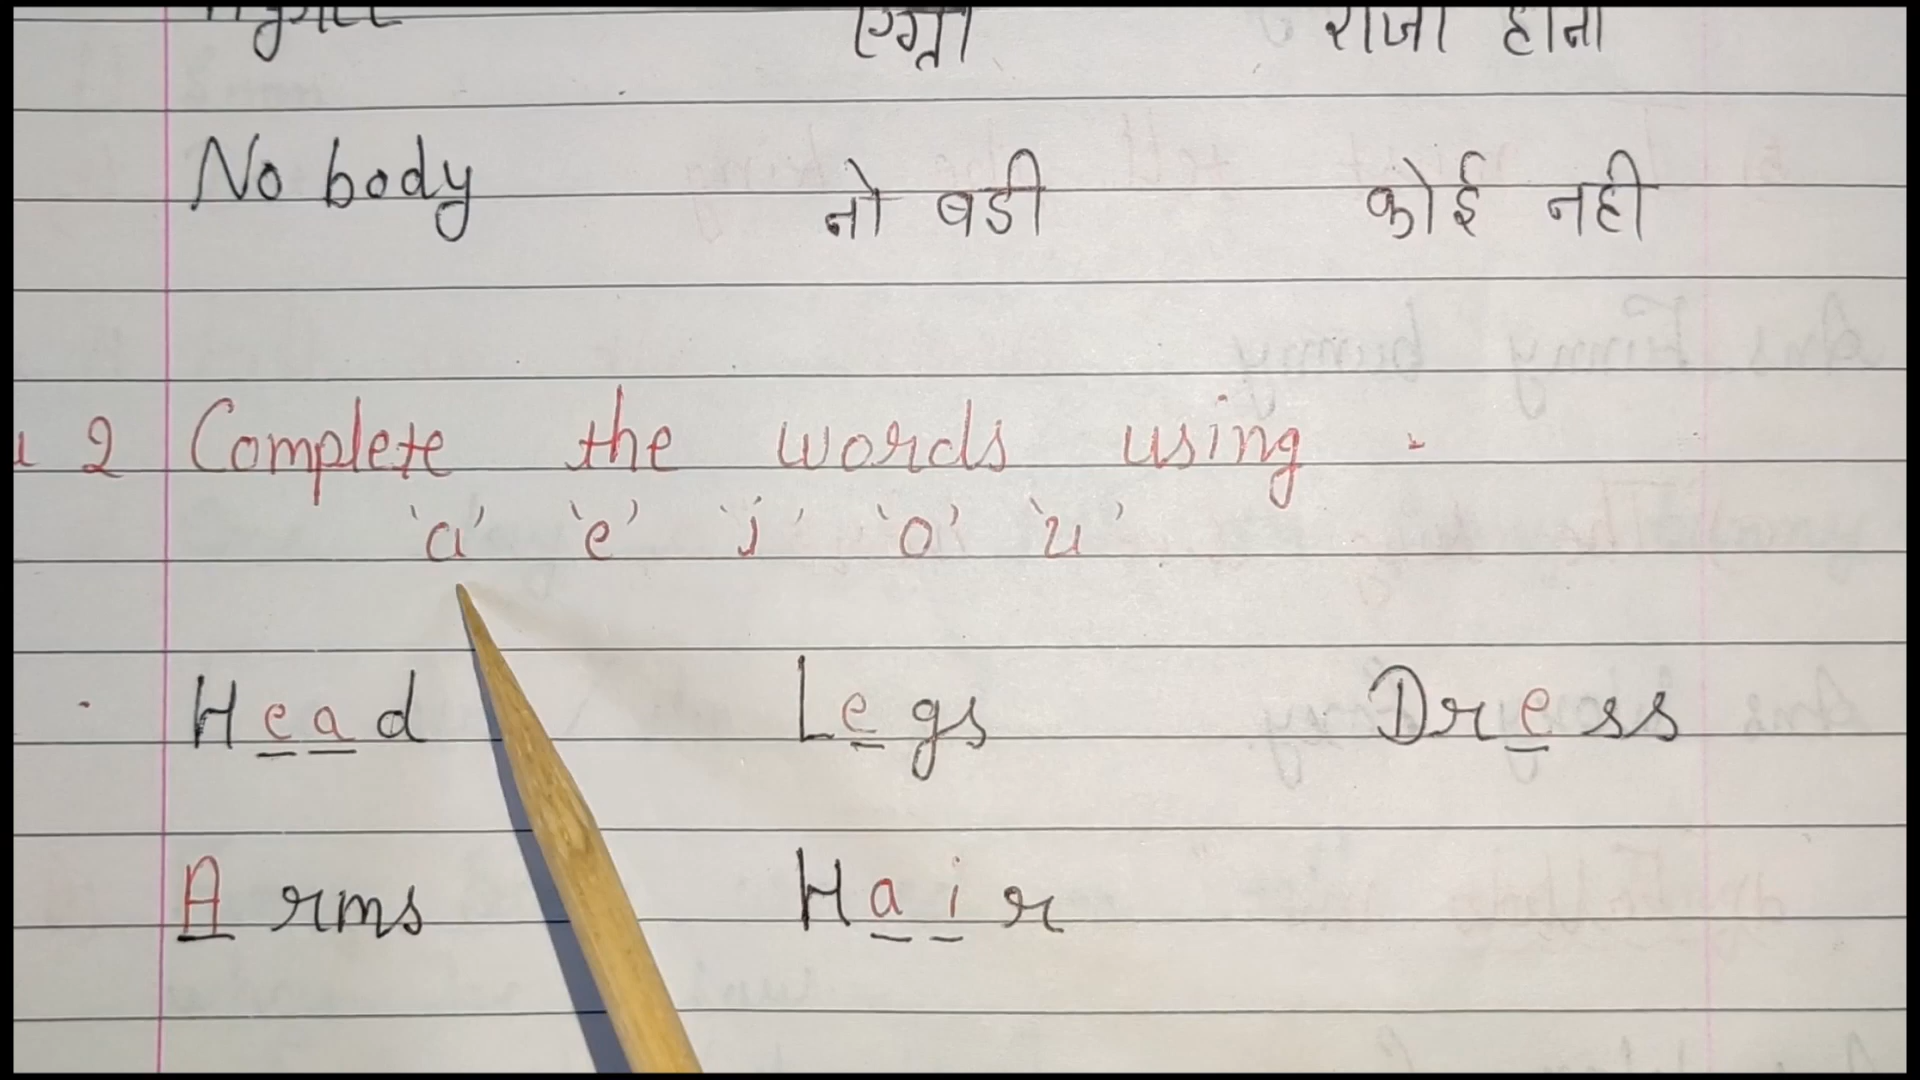 राजा होना
No body नो बडी कोई नही
2 Complete the words using -
'a' 'e' 'i' 'o' 'u'
Head Legs Dress
Arms Hair